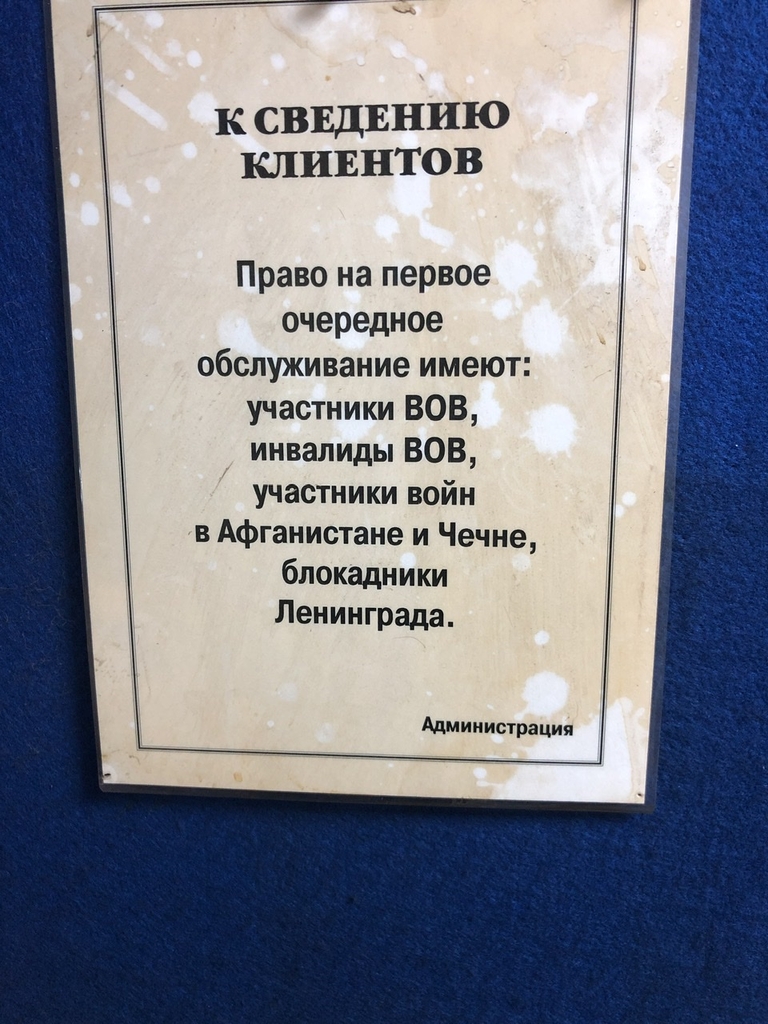 К СВЕДЕНИЮ
КЛИЕНТОВ
Право на первое
очередное
обслуживание имеют:
участники ВОВ,
инвалиды ВОВ,
участники войн
в Афганистане и Чечне,
блокадники
Ленинграда.
Администрация